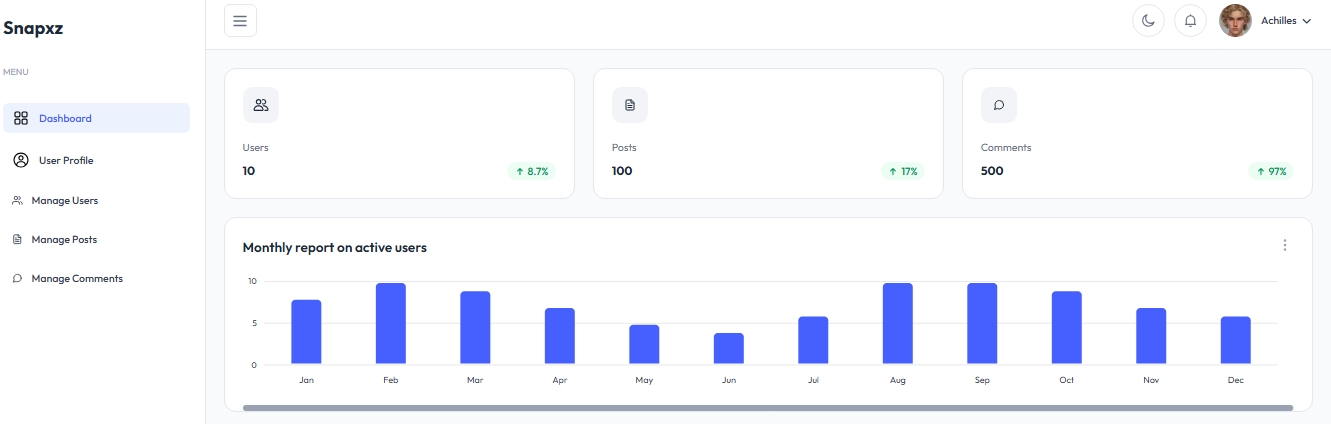 Snapxz
Achilles
MENU
Dashboard
User Profile
Manage Users
Manage Posts
Manage Comments
Users
10
8.7%
Posts
100
17%
Comments
500
97%
Monthly report on active users
10
5
0
Jan Feb Mar Apr May Jun Jul Aug Sep Oct Nov Dec